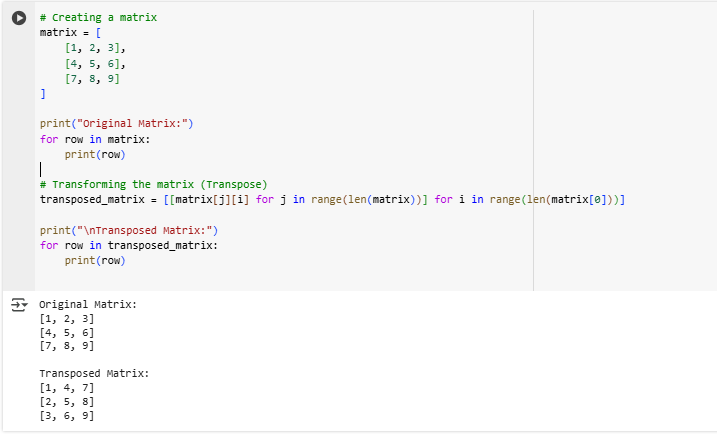 # Creating a matrix
matrix = [
    [1, 2, 3],
    [4, 5, 6],
    [7, 8, 9]
]

print("Original Matrix:")
for row in matrix:
    print(row)

# Transforming the matrix (Transpose)
transposed_matrix = [[matrix[j][i] for j in range(len(matrix))] for i in range(len(matrix[0]))]

print("\nTransposed Matrix:")
for row in transposed_matrix:
    print(row)

Original Matrix:
[1, 2, 3]
[4, 5, 6]
[7, 8, 9]

Transposed Matrix:
[1, 4, 7]
[2, 5, 8]
[3, 6, 9]